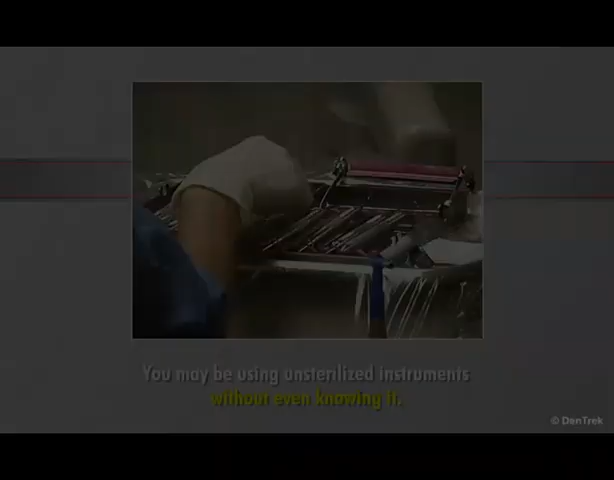 You may be using unsterilized instruments
without even knowing it.
© DenTrek